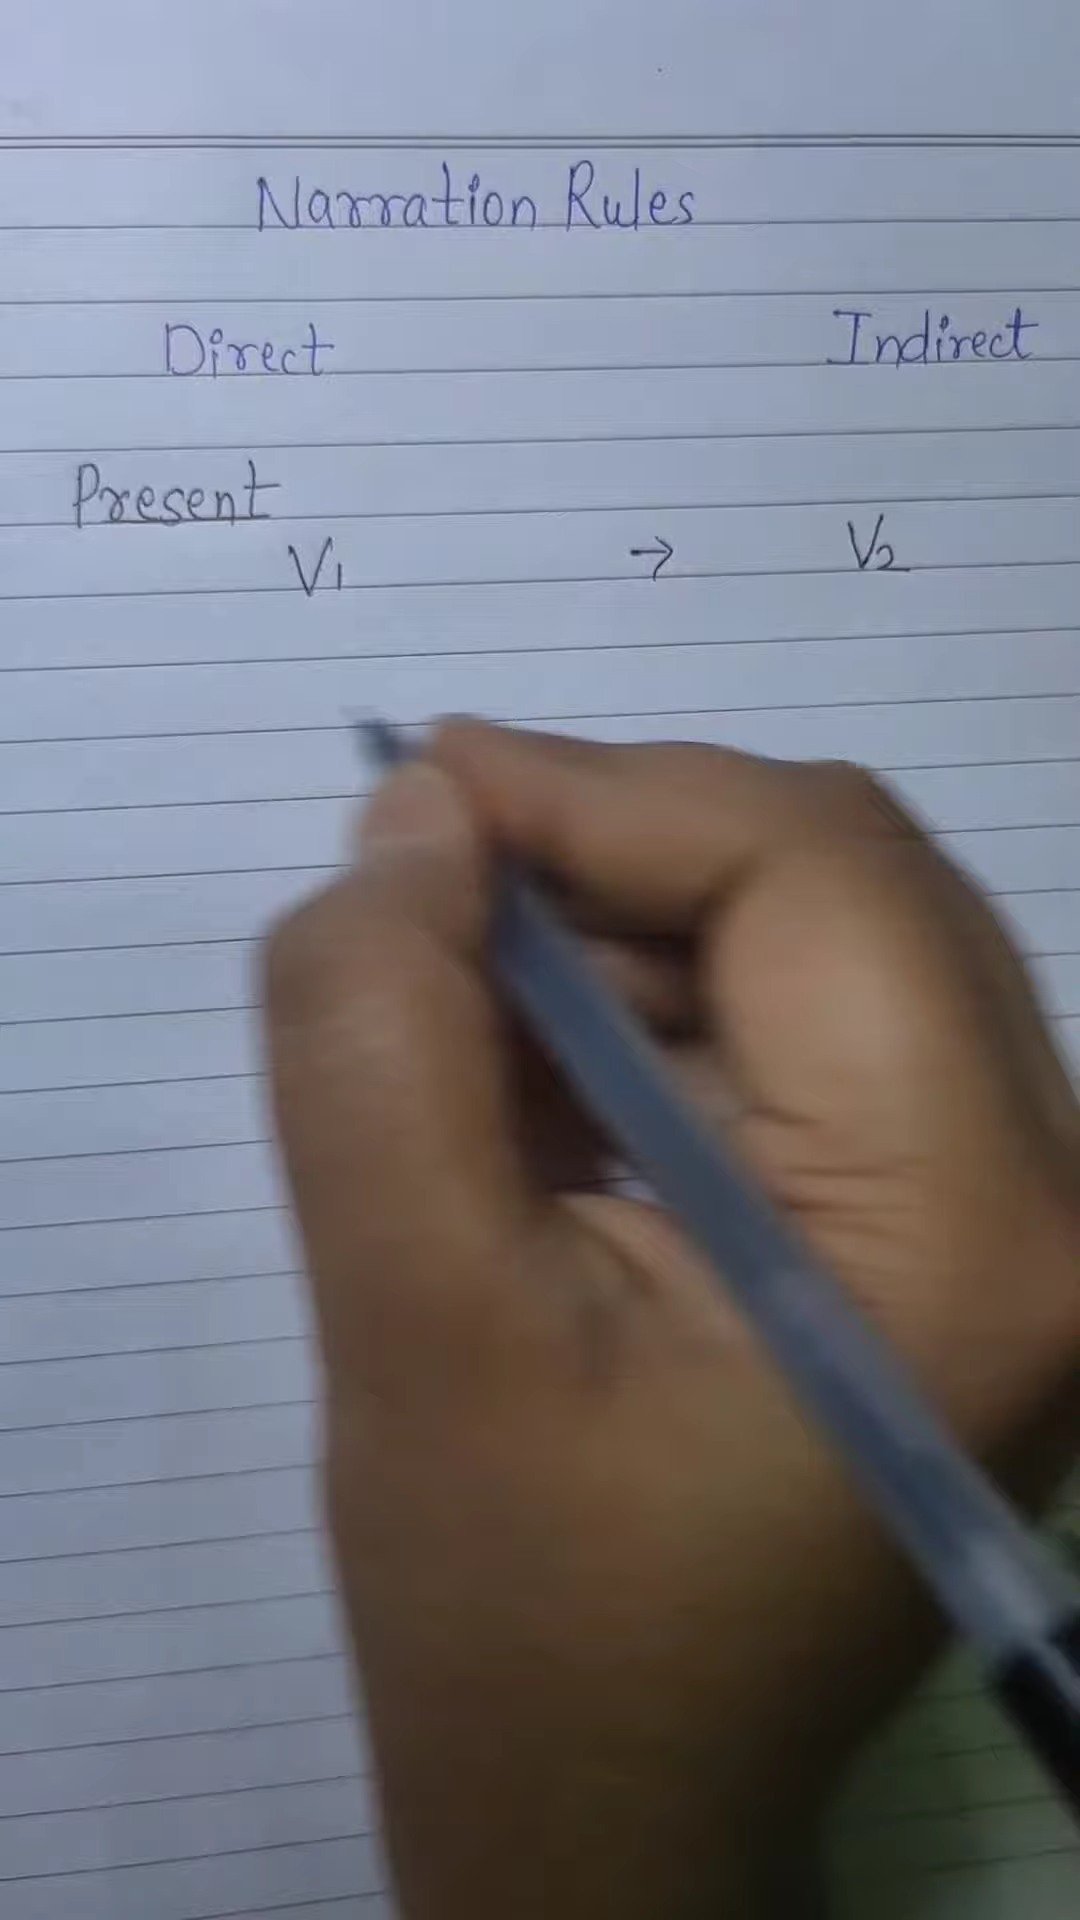 Narration Rules
Direct Indirect
Present
V1 → V2